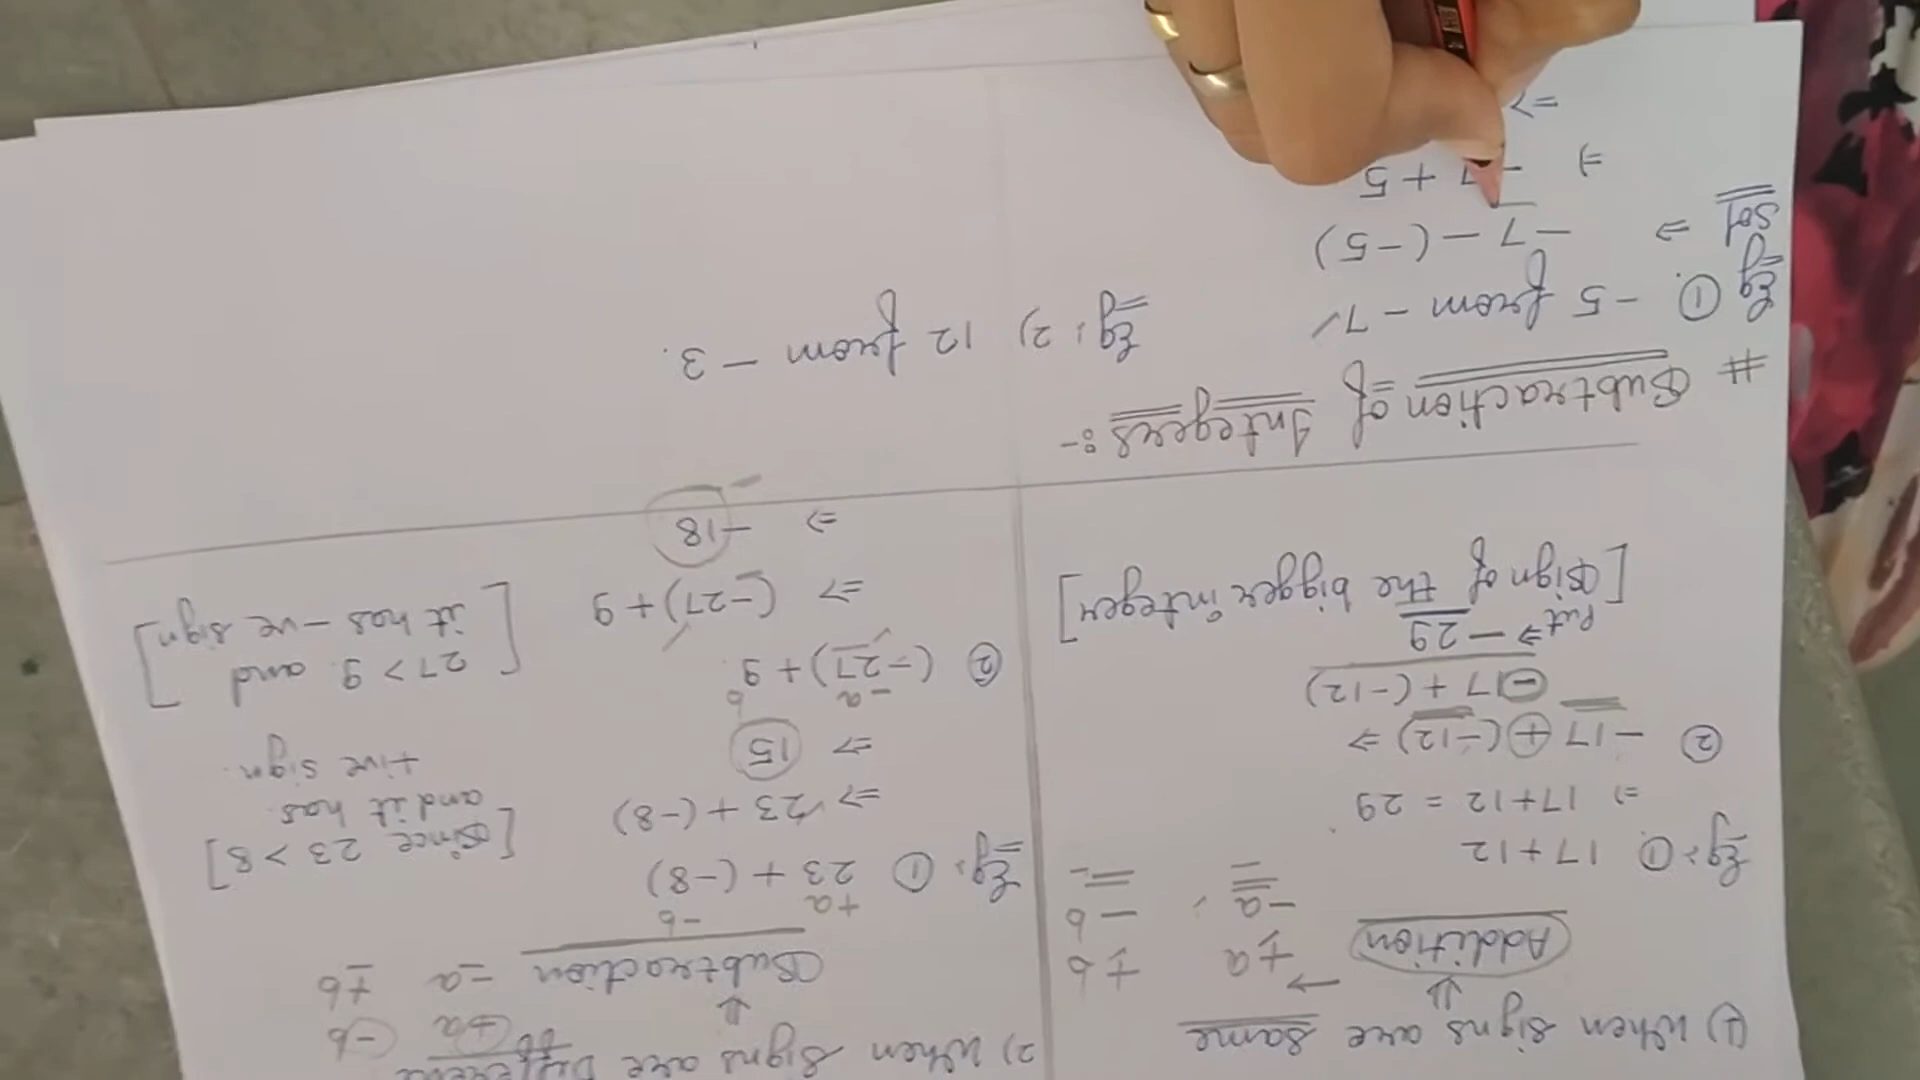 1) When signs are same
⇓
Addition → +a +b
-a, -b
Eg:① 17+12
⇒ 17+12 = 29
② -17 + (-12) ⇒
-17 + (-12)
Put ⇒ -29
[Sign of the bigger integer]
2) When signs are Different
⇓ +a -b
Subtraction -a +b
+a -b
Eg:① 23 + (-8)
⇒ 23 + (-8) [Since 23 > 8]
and it has
+ive sign.
⇒ 15
-a b
② (-27) + 9
⇒ (-27) + 9 [27 > 9 and
it has -ve sign]
⇒ -18
# Subtraction of Integers:-
Eg ① -5 from -7
Sol ⇒ -7 - (-5)
⇒ -7 + 5
⇒
Eg: 2) 12 from -3.